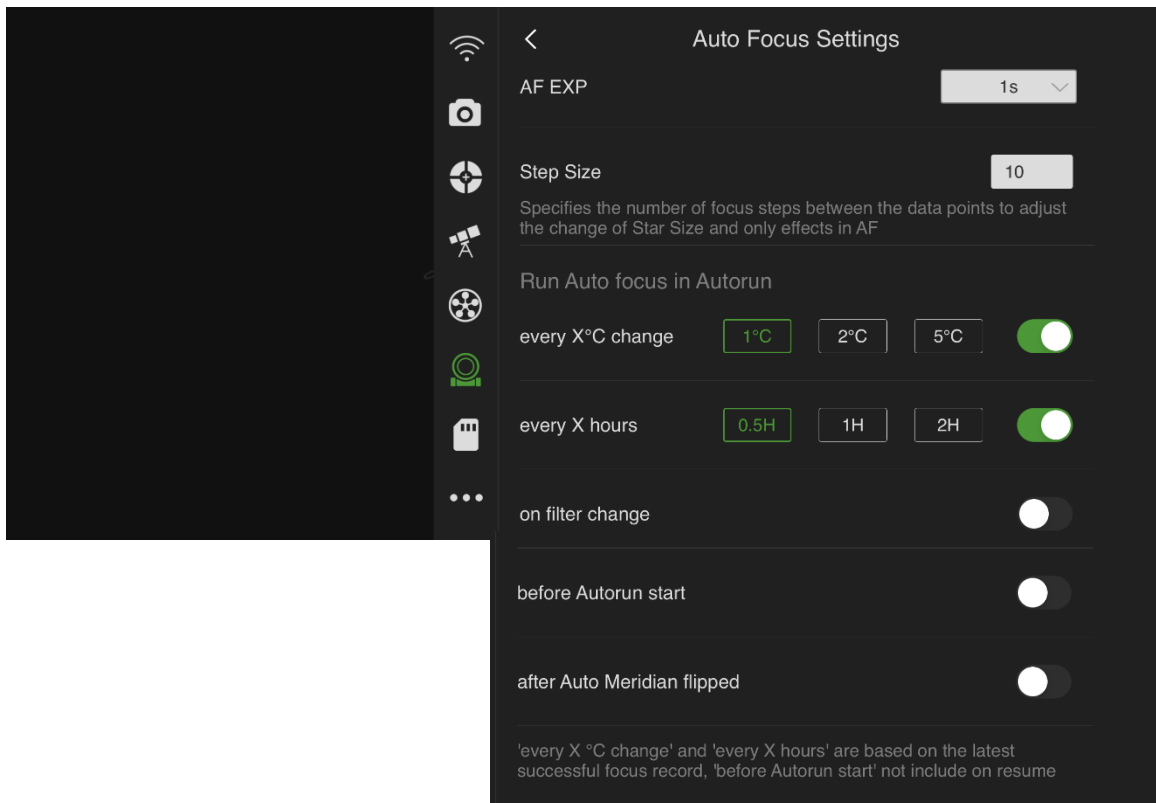 Auto Focus Settings
AF EXP 1s
Step Size 10
Specifies the number of focus steps between the data points to adjust
the change of Star Size and only effects in AF
Run Auto focus in Autorun
every X°C change 1°C 2°C 5°C
every X hours 0.5H 1H 2H
on filter change
before Autorun start
after Auto Meridian flipped
'every X °C change' and 'every X hours' are based on the latest
successful focus record, 'before Autorun start' not include on resume